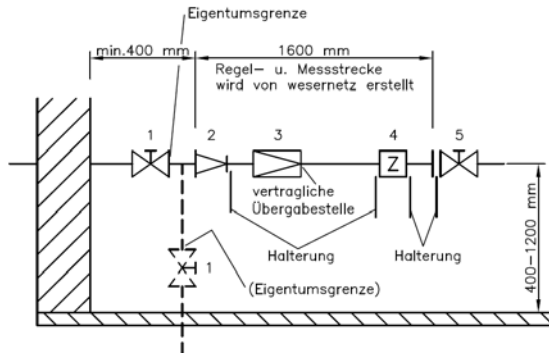 Eigentumsgrenze
min.400 mm
1600 mm
Regel– u. Messstrecke
wird von wesernetz erstellt
1
2
3
4
5
Z
vertragliche
Übergabestelle
400–1200 mm
Halterung
Halterung
1
(Eigentumsgrenze)